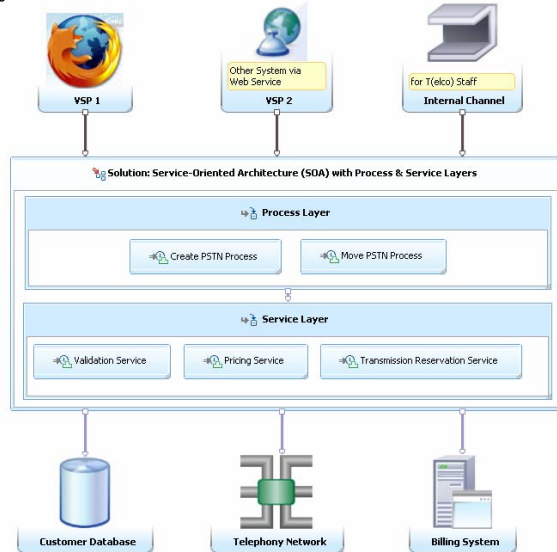 Other System via
Web Service
for T(elco) Staff
VSP 1
VSP 2
Internal Channel
Solution: Service-Oriented Architecture (SOA) with Process & Service Layers
Process Layer
Create PSTN Process
Move PSTN Process
Service Layer
Validation Service
Pricing Service
Transmission Reservation Service
Customer Database
Telephony Network
Billing System